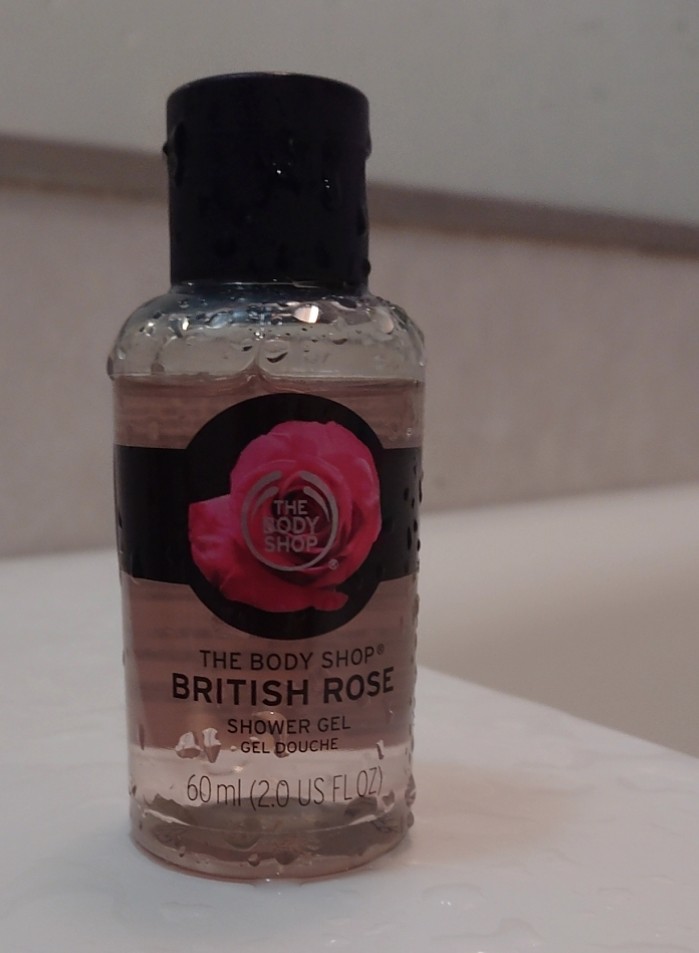 THE
BODY
SHOP
®
THE BODY SHOP®
BRITISH ROSE
SHOWER GEL
GEL DOUCHE
60 ml (2.0 US FL OZ)